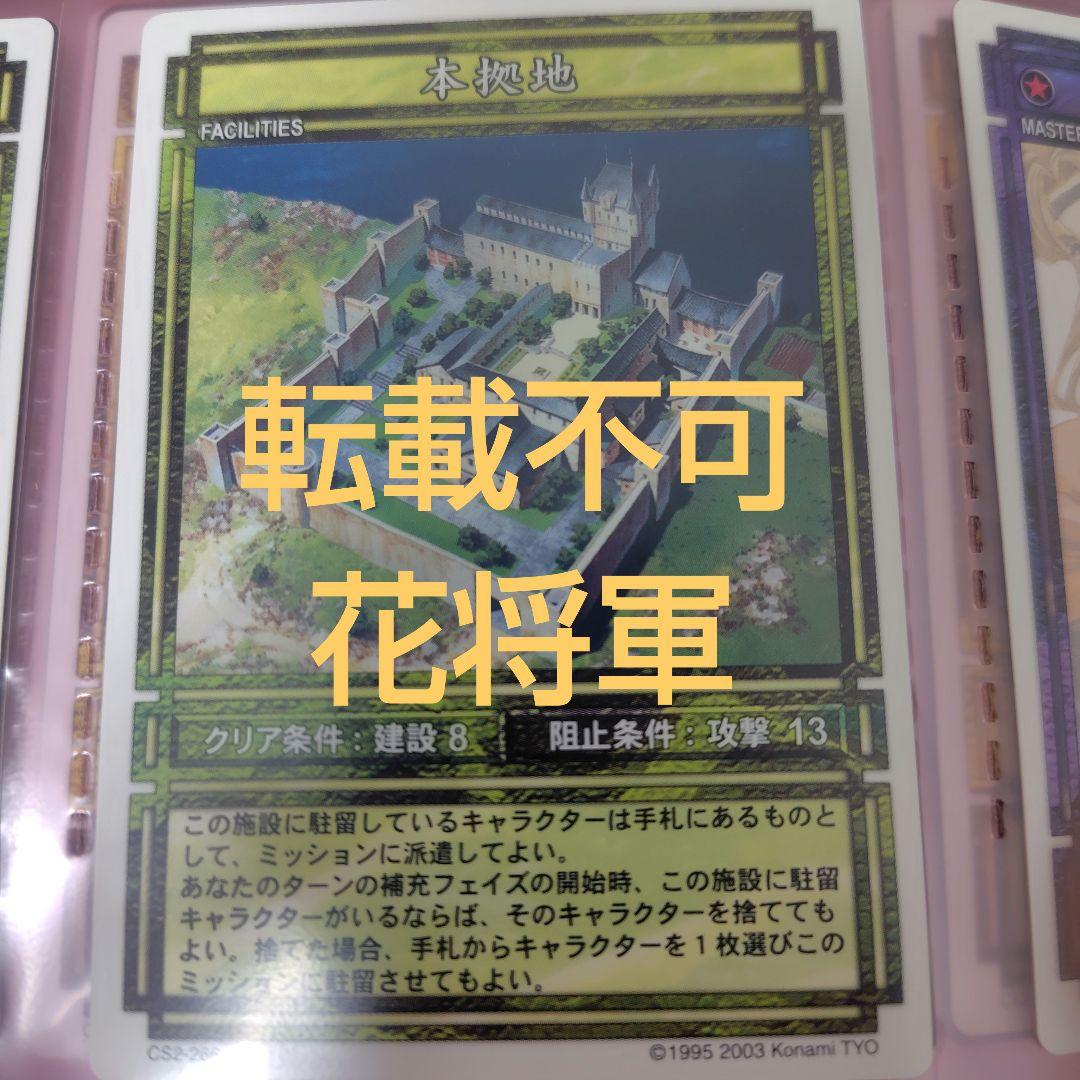 本拠地
FACILITIES
MASTER
転載不可
花将軍
クリア条件：建設 8
阻止条件：攻撃 13
この施設に駐留しているキャラクターは手札にあるものと
して、ミッションに派遣してよい。
あなたのターンの補充フェイズの開始時、この施設に駐留
キャラクターがいるならば、そのキャラクターを捨てても
よい。捨てた場合、手札からキャラクターを1枚選びこの
ミッションに駐留させてもよい。
©1995 2003 Konami TYO